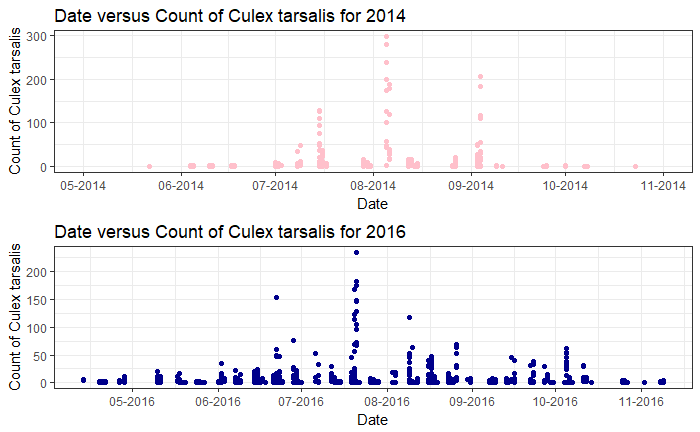 Date versus Count of Culex tarsalis for 2014
Count of Culex tarsalis
300
200
100
0
05-2014 06-2014 07-2014 08-2014 09-2014 10-2014 11-2014
Date
Date versus Count of Culex tarsalis for 2016
Count of Culex tarsalis
200
150
100
50
0
05-2016 06-2016 07-2016 08-2016 09-2016 10-2016 11-2016
Date